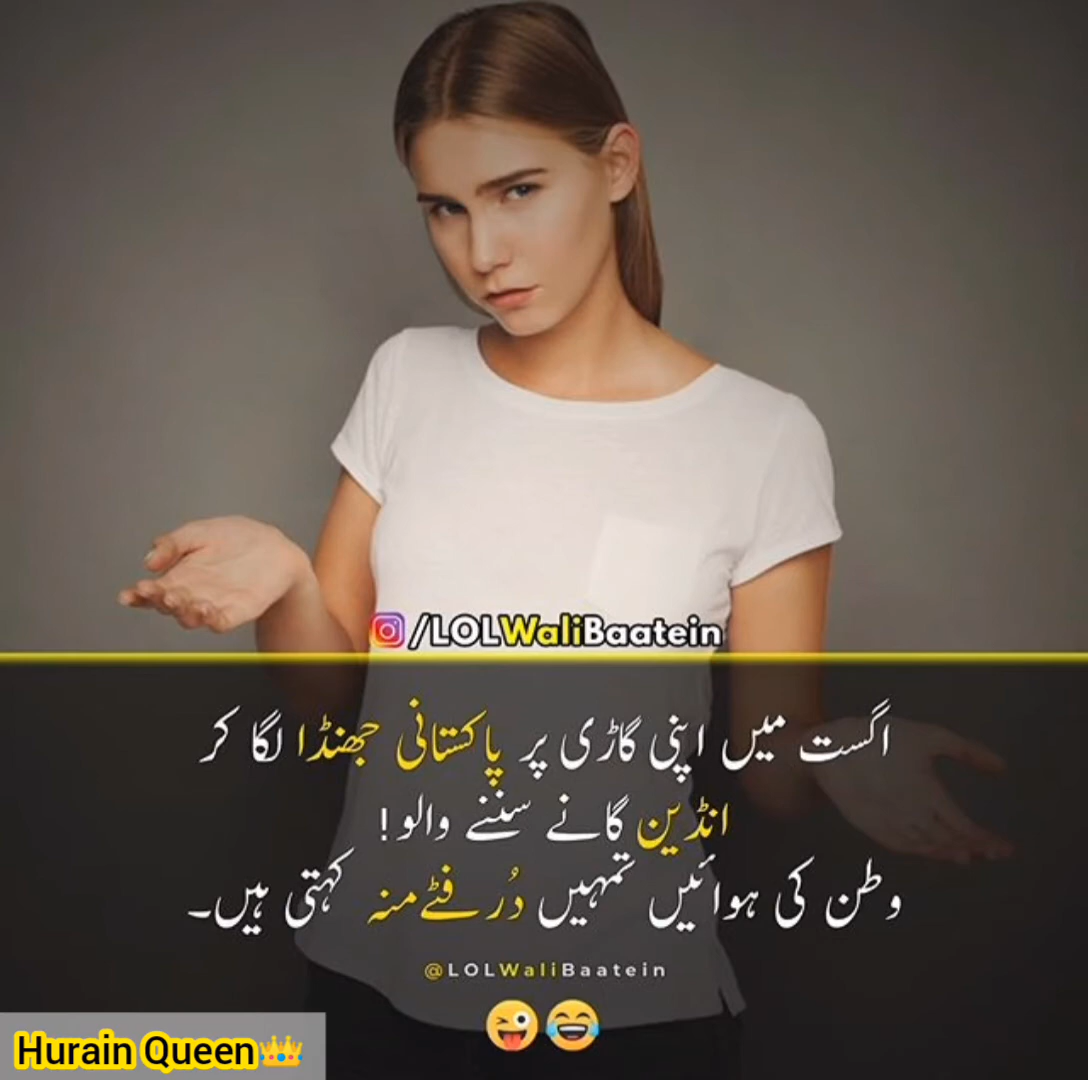 /LOLWaliBaatein
اگست میں اپنی گاڑی پر پاکستانی جھنڈا لگا کر
انڈین گانے سننے والو!
وطن کی ہوائیں تمہیں دُر فٹے منہ کہتی ہیں۔
@LOLWaliBaatein
😜😂
Hurain Queen👑